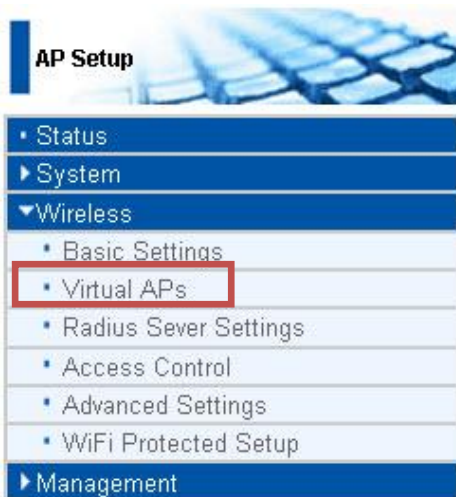 AP Setup
Status
System
Wireless
Basic Settings
Virtual APs
Radius Sever Settings
Access Control
Advanced Settings
WiFi Protected Setup
Management